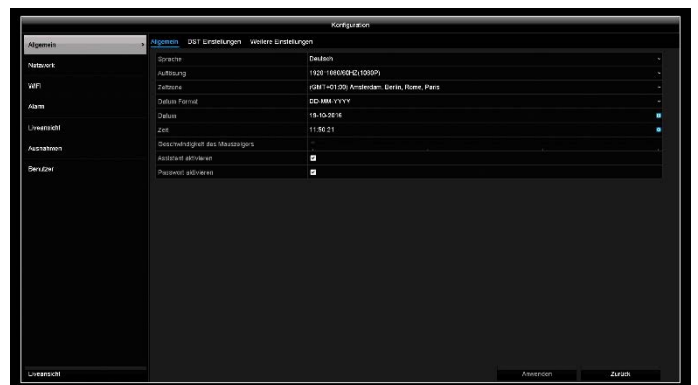 Konfiguration
Allgemein
Netzwerk
WiFi
Alarm
Liveansicht
Ausnahmen
Benutzer
Allgemein DST Einstellungen Weitere Einstellungen
Sprache Deutsch
Auflösung 1920*1080/60HZ(1080P)
Zeitzone (GMT+01:00) Amsterdam, Berlin, Rome, Paris
Datum Format DD-MM-YYYY
Datum 19-10-2016
Zeit 11:50:21
Geschwindigkeit des Mauszeigers
Assistent aktivieren
Passwort aktivieren
Liveansicht
Anwenden Zurück